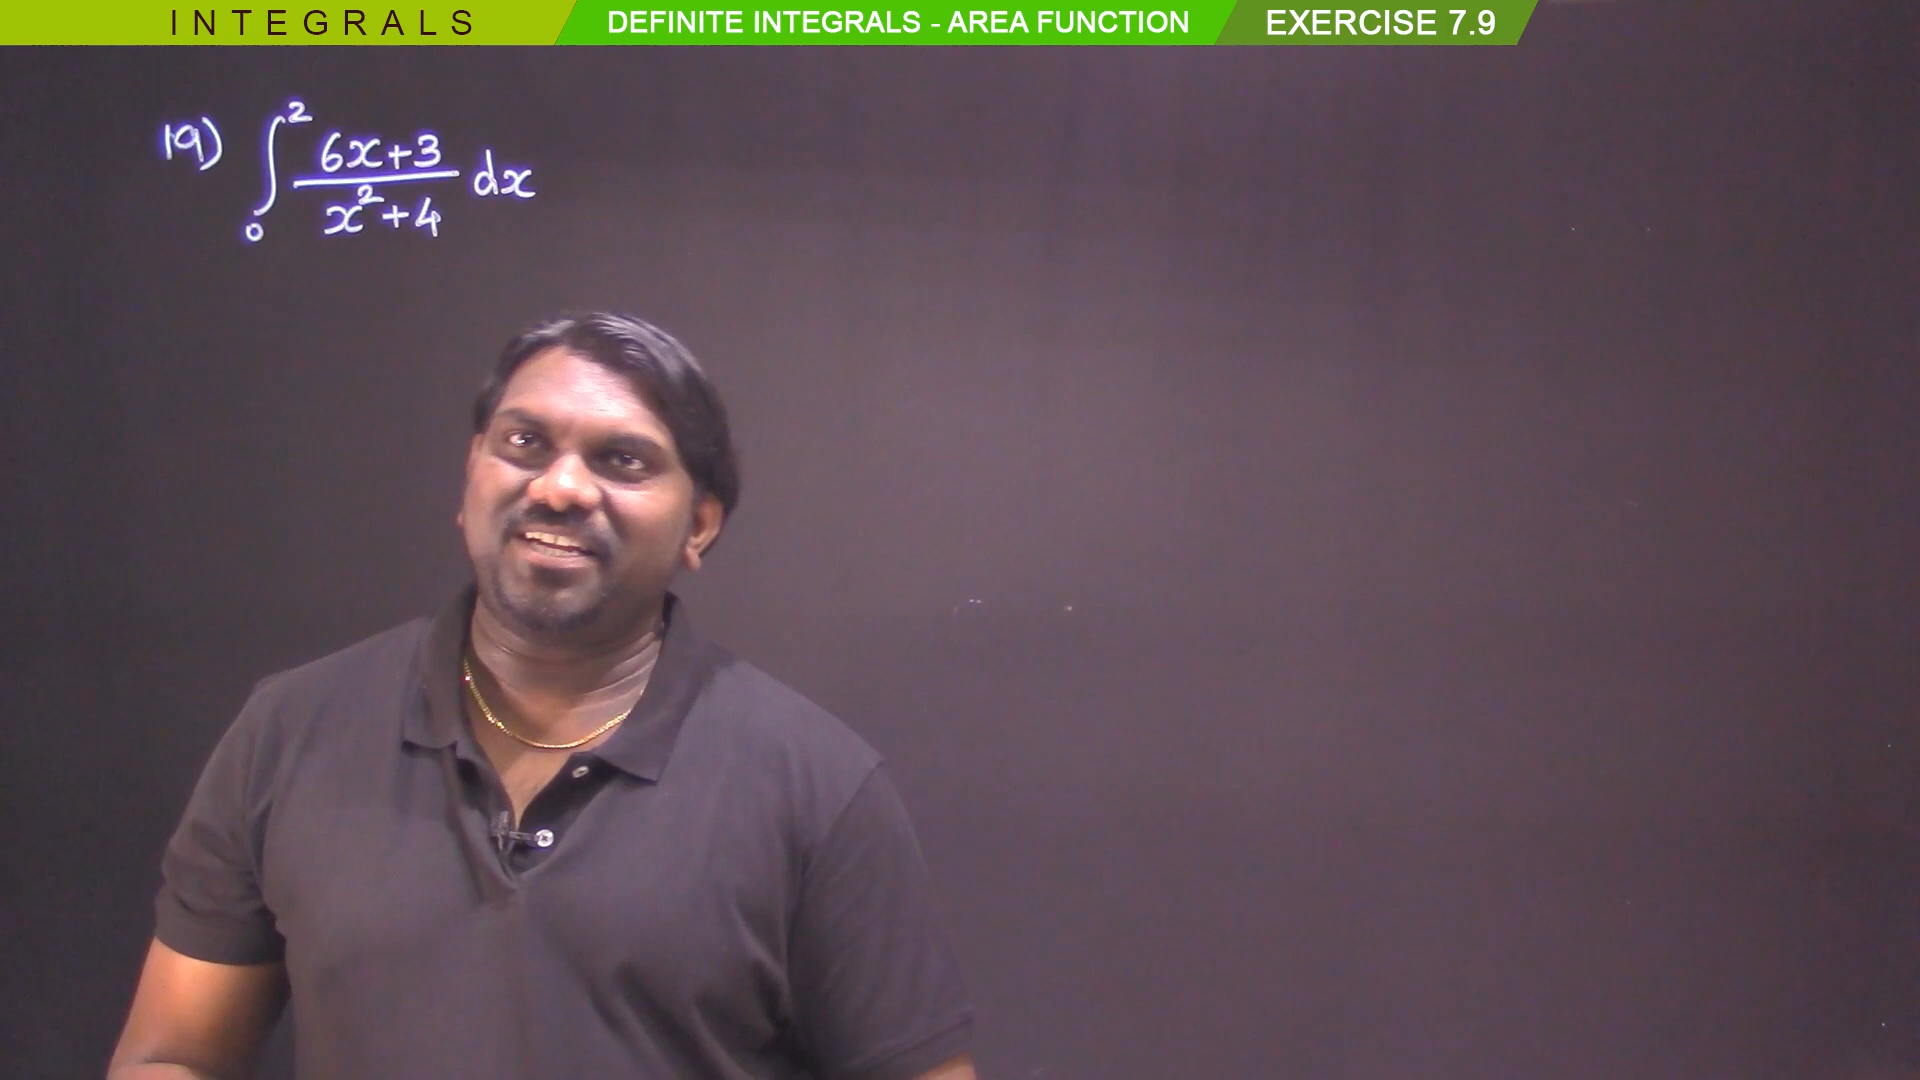 INTEGRALS DEFINITE INTEGRALS - AREA FUNCTION EXERCISE 7.9
19) ∫₀² (6x+3)/(x²+4) dx